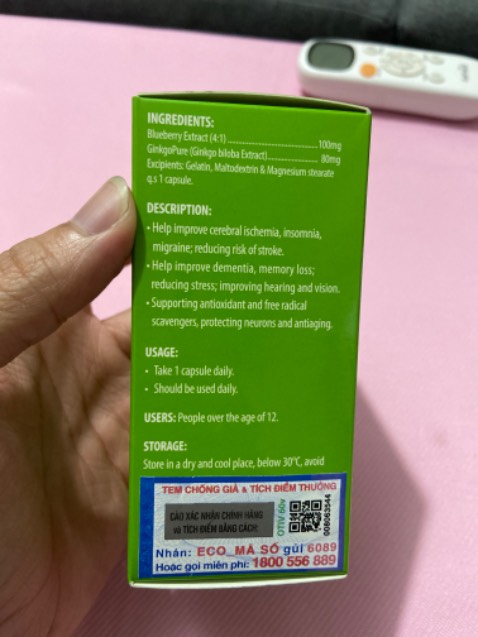 INGREDIENTS:
Blueberry Extract (4:1)..............................100mg
GinkgoPure (Ginkgo biloba Extract)................ 80mg
Excipients: Gelatin, Maltodextrin & Magnesium stearate
q.s 1 capsule.
DESCRIPTION:
• Help improve cerebral ischemia, insomnia,
migraine; reducing risk of stroke.
• Help improve dementia, memory loss;
reducing stress; improving hearing and vision.
• Supporting antioxidant and free radical
scavengers, protecting neurons and antiaging.
USAGE:
• Take 1 capsule daily.
• Should be used daily.
USERS: People over the age of 12.
STORAGE:
Store in a dry and cool place, below 30°C, avoid
TEM CHỐNG GIẢ & TÍCH ĐIỂM THƯỞNG
CÀO XÁC NHẬN CHÍNH HÃNG
và TÍCH ĐIỂM BẰNG CÁCH:
OTIV 60v
008063544
Nhắn: ECO_MÃ SỐ gửi 6089
Hoặc gọi miễn phí: 1800 556 889